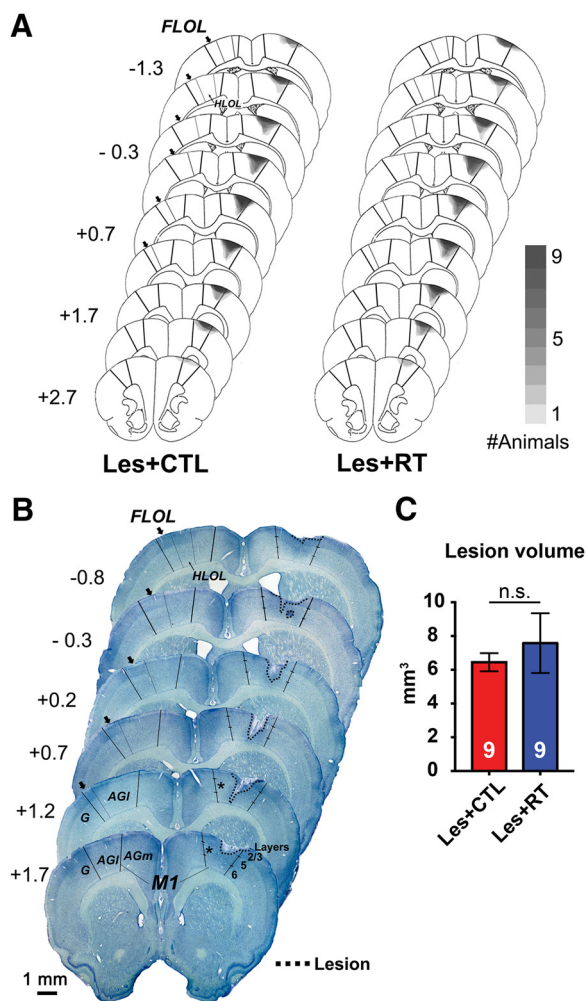 A
FLOL
-1.3
HLOL
- 0.3
+0.7
+1.7
+2.7
9
5
1
#Animals
Les+CTL
Les+RT
B
FLOL
-0.8
HLOL
- 0.3
+0.2
+0.7
+1.2
AGl
G
*
+1.7
G
AGl
AGm
M1
*
Layers
2/3
5
6
1 mm
Lesion
C
Lesion volume
n.s.
10
8
6
4
2
0
mm³
9
9
Les+CTL
Les+RT